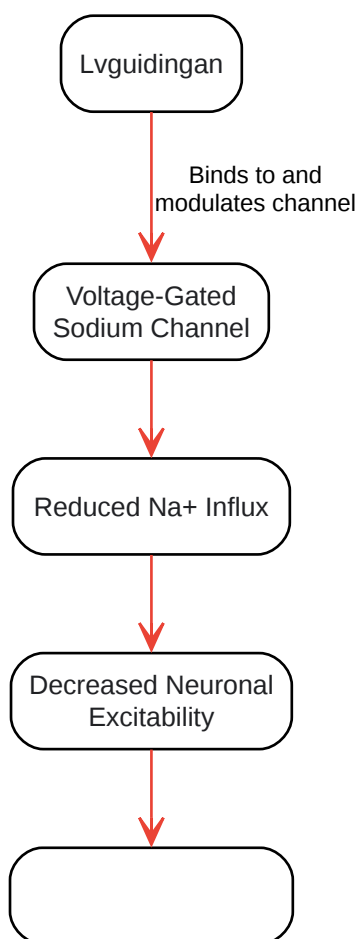 Lvguidingan
Binds to and
modulates channel
Voltage-Gated
Sodium Channel
Reduced Na+ Influx
Decreased Neuronal
Excitability